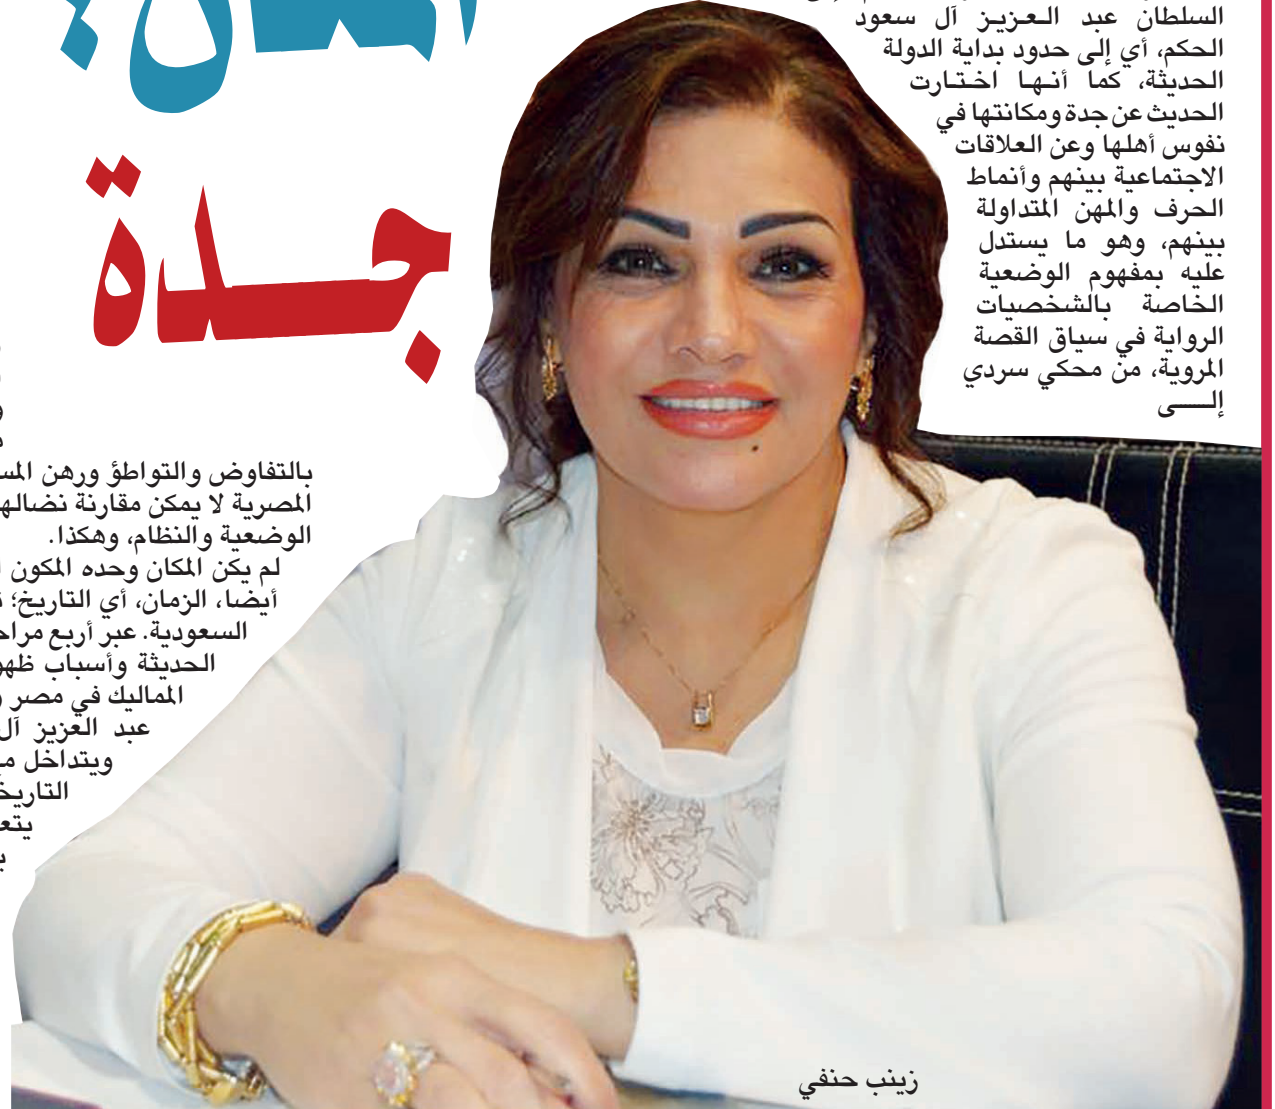 جدة
السلطان عبد العزيز آل سعود
الحكم، أي إلى حدود بداية الدولة
الحديثة، كما أنها اختارت
الحديث عن جدة ومكانتها في
نفوس أهلها وعن العلاقات
الاجتماعية بينهم وأنماط
الحرف والمهن المتداولة
بينهم، وهو ما يستدل
عليه بمفهوم الوضعية
الخاصة بالشخصيات
الرواية في سياق القصة
المروية، من محكي سردي
إلى
بالتفاوض والتواطؤ ورهن
المصرية لا يمكن مقارنة نضالها
الوضعية والنظام، وهكذا.
لم يكن المكان وحده المكون
أيضا، الزمان، أي التاريخ؛
السعودية. عبر أربع
الحديثة وأسباب
المماليك في مصر
عبد العزيز آل
ويتداخل
زينب حنفي